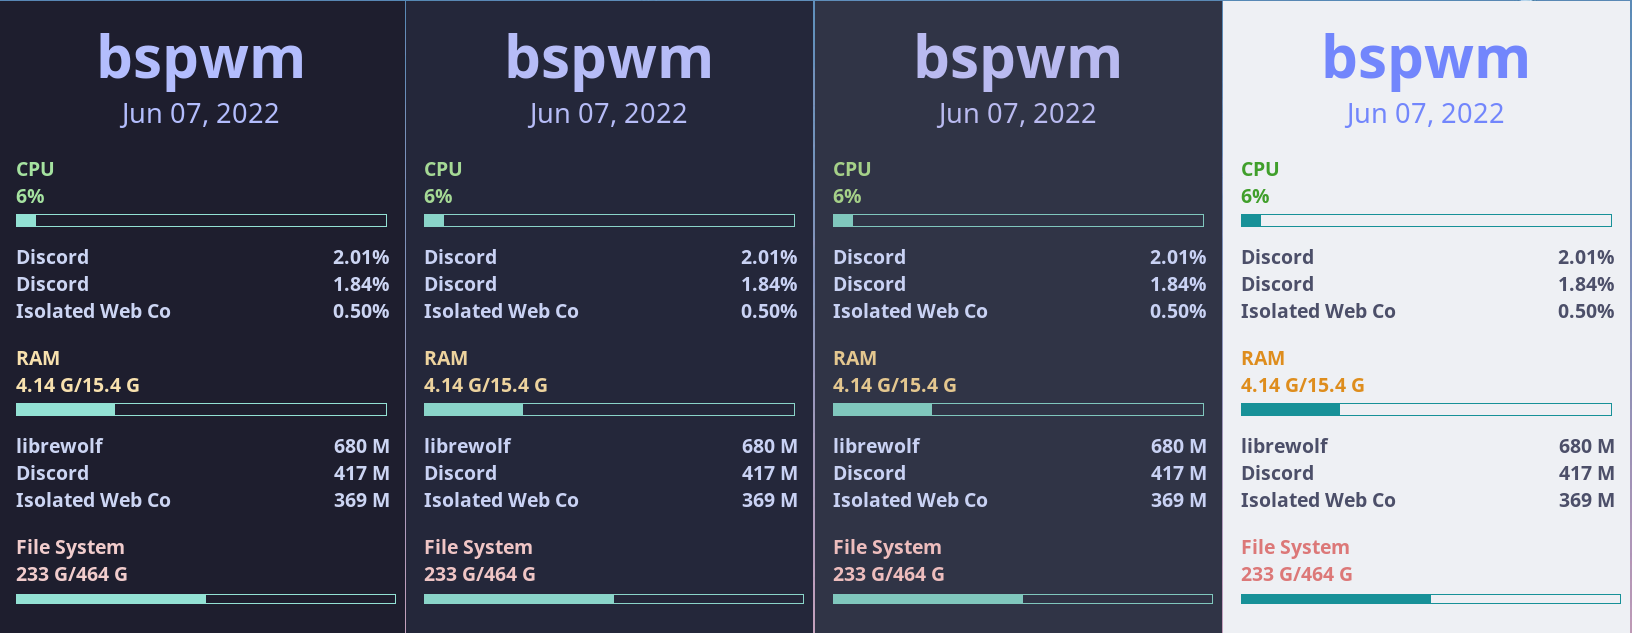 bspwm
Jun 07, 2022
CPU
6%
Discord 2.01%
Discord 1.84%
Isolated Web Co 0.50%
RAM
4.14 G/15.4 G
librewolf 680 M
Discord 417 M
Isolated Web Co 369 M
File System
233 G/464 G
bspwm
Jun 07, 2022
CPU
6%
Discord 2.01%
Discord 1.84%
Isolated Web Co 0.50%
RAM
4.14 G/15.4 G
librewolf 680 M
Discord 417 M
Isolated Web Co 369 M
File System
233 G/464 G
bspwm
Jun 07, 2022
CPU
6%
Discord 2.01%
Discord 1.84%
Isolated Web Co 0.50%
RAM
4.14 G/15.4 G
librewolf 680 M
Discord 417 M
Isolated Web Co 369 M
File System
233 G/464 G
bspwm
Jun 07, 2022
CPU
6%
Discord 2.01%
Discord 1.84%
Isolated Web Co 0.50%
RAM
4.14 G/15.4 G
librewolf 680 M
Discord 417 M
Isolated Web Co 369 M
File System
233 G/464 G